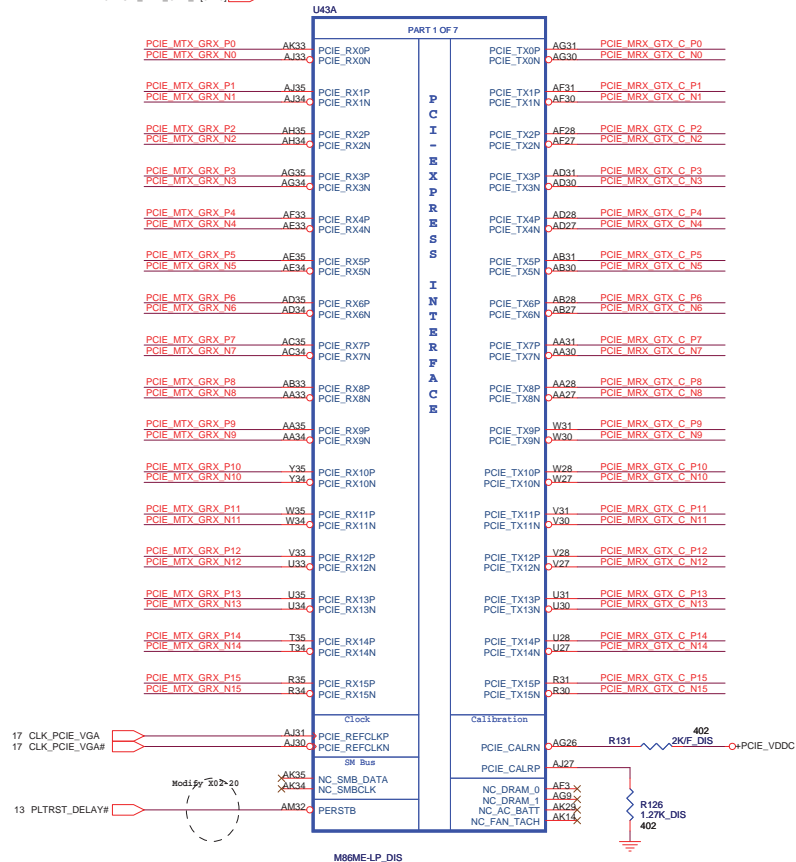 U43A
PART 1 OF 7
PCIE_MTX_GRX_P0 AK33 PCIE_RX0P PCIE_TX0P AG31 PCIE_MRX_GTX_C_P0
PCIE_MTX_GRX_N0 AJ33 PCIE_RX0N PCIE_TX0N AG30 PCIE_MRX_GTX_C_N0
PCIE_MTX_GRX_P1 AJ35 PCIE_RX1P PCIE_TX1P AF31 PCIE_MRX_GTX_C_P1
PCIE_MTX_GRX_N1 AJ34 PCIE_RX1N PCIE_TX1N AF30 PCIE_MRX_GTX_C_N1
PCIE_MTX_GRX_P2 AH35 PCIE_RX2P PCIE_TX2P AF28 PCIE_MRX_GTX_C_P2
PCIE_MTX_GRX_N2 AH34 PCIE_RX2N PCIE_TX2N AF27 PCIE_MRX_GTX_C_N2
PCIE_MTX_GRX_P3 AG35 PCIE_RX3P PCIE_TX3P AD31 PCIE_MRX_GTX_C_P3
PCIE_MTX_GRX_N3 AG34 PCIE_RX3N PCIE_TX3N AD30 PCIE_MRX_GTX_C_N3
PCIE_MTX_GRX_P4 AF33 PCIE_RX4P PCIE_TX4P AD28 PCIE_MRX_GTX_C_P4
PCIE_MTX_GRX_N4 AE33 PCIE_RX4N PCIE_TX4N AD27 PCIE_MRX_GTX_C_N4
PCIE_MTX_GRX_P5 AE35 PCIE_RX5P PCIE_TX5P AB31 PCIE_MRX_GTX_C_P5
PCIE_MTX_GRX_N5 AE34 PCIE_RX5N PCIE_TX5N AB30 PCIE_MRX_GTX_C_N5
PCIE_MTX_GRX_P6 AD35 PCIE_RX6P PCIE_TX6P AB28 PCIE_MRX_GTX_C_P6
PCIE_MTX_GRX_N6 AD34 PCIE_RX6N PCIE_TX6N AB27 PCIE_MRX_GTX_C_N6
PCIE_MTX_GRX_P7 AC35 PCIE_RX7P PCIE_TX7P AA31 PCIE_MRX_GTX_C_P7
PCIE_MTX_GRX_N7 AC34 PCIE_RX7N PCIE_TX7N AA30 PCIE_MRX_GTX_C_N7
PCIE_MTX_GRX_P8 AB33 PCIE_RX8P PCIE_TX8P AA28 PCIE_MRX_GTX_C_P8
PCIE_MTX_GRX_N8 AA33 PCIE_RX8N PCIE_TX8N AA27 PCIE_MRX_GTX_C_N8
PCIE_MTX_GRX_P9 AA35 PCIE_RX9P PCIE_TX9P W31 PCIE_MRX_GTX_C_P9
PCIE_MTX_GRX_N9 AA34 PCIE_RX9N PCIE_TX9N W30 PCIE_MRX_GTX_C_N9
PCIE_MTX_GRX_P10 Y35 PCIE_RX10P PCIE_TX10P W28 PCIE_MRX_GTX_C_P10
PCIE_MTX_GRX_N10 Y34 PCIE_RX10N PCIE_TX10N W27 PCIE_MRX_GTX_C_N10
PCIE_MTX_GRX_P11 W35 PCIE_RX11P PCIE_TX11P V31 PCIE_MRX_GTX_C_P11
PCIE_MTX_GRX_N11 W34 PCIE_RX11N PCIE_TX11N V30 PCIE_MRX_GTX_C_N11
PCIE_MTX_GRX_P12 V33 PCIE_RX12P PCIE_TX12P V28 PCIE_MRX_GTX_C_P12
PCIE_MTX_GRX_N12 U33 PCIE_RX12N PCIE_TX12N V27 PCIE_MRX_GTX_C_N12
PCIE_MTX_GRX_P13 U35 PCIE_RX13P PCIE_TX13P U31 PCIE_MRX_GTX_C_P13
PCIE_MTX_GRX_N13 U34 PCIE_RX13N PCIE_TX13N U30 PCIE_MRX_GTX_C_N13
PCIE_MTX_GRX_P14 T35 PCIE_RX14P PCIE_TX14P U28 PCIE_MRX_GTX_C_P14
PCIE_MTX_GRX_N14 T34 PCIE_RX14N PCIE_TX14N U27 PCIE_MRX_GTX_C_N14
PCIE_MTX_GRX_P15 R35 PCIE_RX15P PCIE_TX15P R31 PCIE_MRX_GTX_C_P15
PCIE_MTX_GRX_N15 R34 PCIE_RX15N PCIE_TX15N R30 PCIE_MRX_GTX_C_N15
PCI-EXPRESS INTERFACE
Clock
Calibration
17 CLK_PCIE_VGA AJ31 PCIE_REFCLKP
17 CLK_PCIE_VGA# AJ30 PCIE_REFCLKN
PCIE_CALRN AG26 R131 402 2K/F_DIS +PCIE_VDDC
SM Bus
PCIE_CALRP AJ27
AK35 NC_SMB_DATA
AK34 NC_SMBCLK
Modify X02-20
NC_DRAM_0 AF3
NC_DRAM_1 AG9
NC_AC_BATT AK29
NC_FAN_TACH AK14
R126
1.27K_DIS
402
13 PLTRST_DELAY# AM32 PERSTB
M86ME-LP_DIS